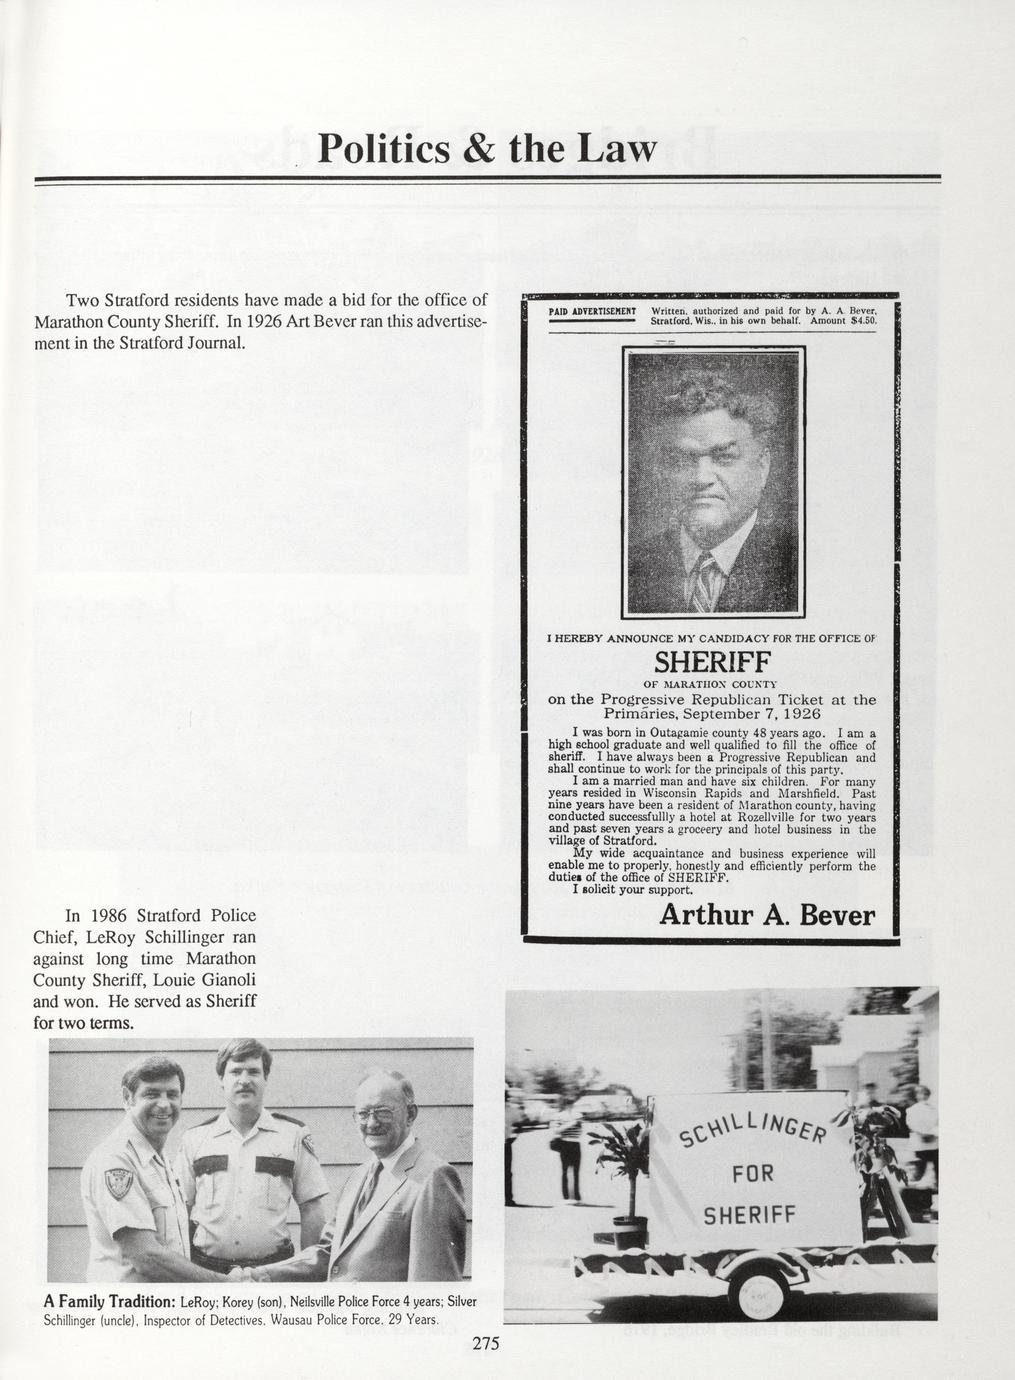 Politics & the Law
Two Stratford residents have made a bid for the office of
Marathon County Sheriff. In 1926 Art Bever ran this advertise-
ment in the Stratford Journal.
PAID ADVERTISEMENT
Written, authorized and paid for by A. A. Bever,
Stratford, Wis., in his own behalf. Amount $4.50.
I HEREBY ANNOUNCE MY CANDIDACY FOR THE OFFICE OF
SHERIFF
OF MARATHON COUNTY
on the Progressive Republican Ticket at the
Primaries, September 7, 1926
I was born in Outagamie county 48 years ago. I am a
high school graduate and well qualified to fill the office of
sheriff. I have always been a Progressive Republican and
shall continue to work for the principals of this party.
I am a married man and have six children. For many
years resided in Wisconsin Rapids and Marshfield. Past
nine years have been a resident of Marathon county, having
conducted successfullly a hotel at Rozellville for two years
and past seven years a groceery and hotel business in the
village of Stratford.
My wide acquaintance and business experience will
enable me to properly, honestly and efficiently perform the
duties of the office of SHERIFF.
I solicit your support.
Arthur A. Bever
In 1986 Stratford Police
Chief, LeRoy Schillinger ran
against long time Marathon
County Sheriff, Louie Gianoli
and won. He served as Sheriff
for two terms.
SCHILLINGER
FOR
SHERIFF
A Family Tradition: LeRoy; Korey (son), Neilsville Police Force 4 years; Silver
Schillinger (uncle), Inspector of Detectives, Wausau Police Force, 29 Years.
275